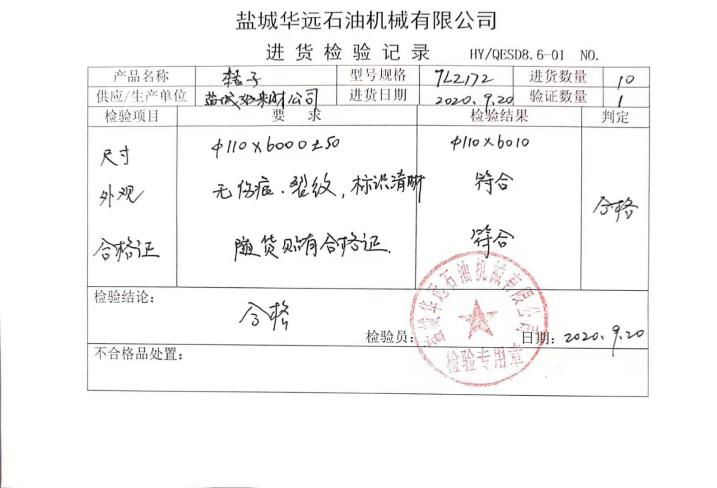 盐城华远石油机械有限公司
进货检验记录 HY/QESD8.6-01 NO.
产品名称 辊子 型号规格 7L2172 进货数量 10
供应/生产单位 盐城 材公司 进货日期 2020.9.20 验证数量 1
检验项目 要求 检验结果 判定
尺寸 φ110×6000±50 φ110×6010
外观 无伤痕.裂纹,标识清晰 符合 合格
合格证 随货贴有合格证. 符合
检验结论:
合格
检验员: 日期: 2020.9.20
不合格品处置:
盐城华远石油机械有限公司
检验专用章